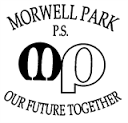 MORWELL PARK
P.S.
mp
OUR FUTURE TOGETHER